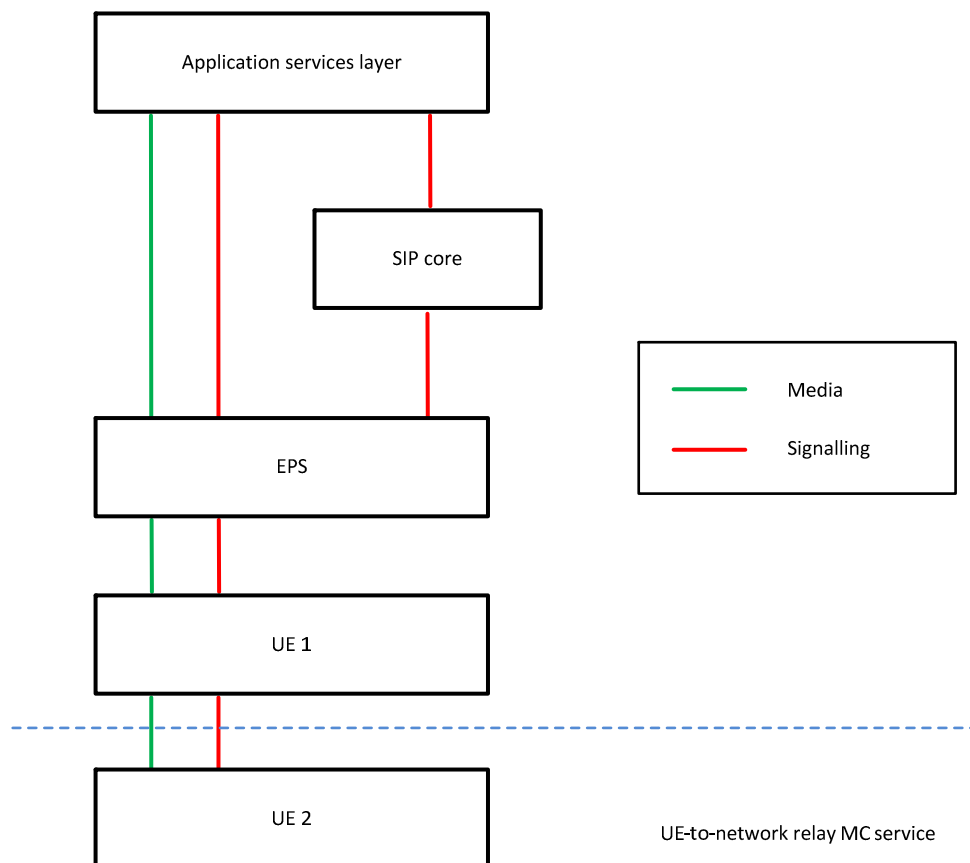 Application services layer
SIP core
Media
Signalling
EPS
UE 1
UE 2
UE-to-network relay MC service